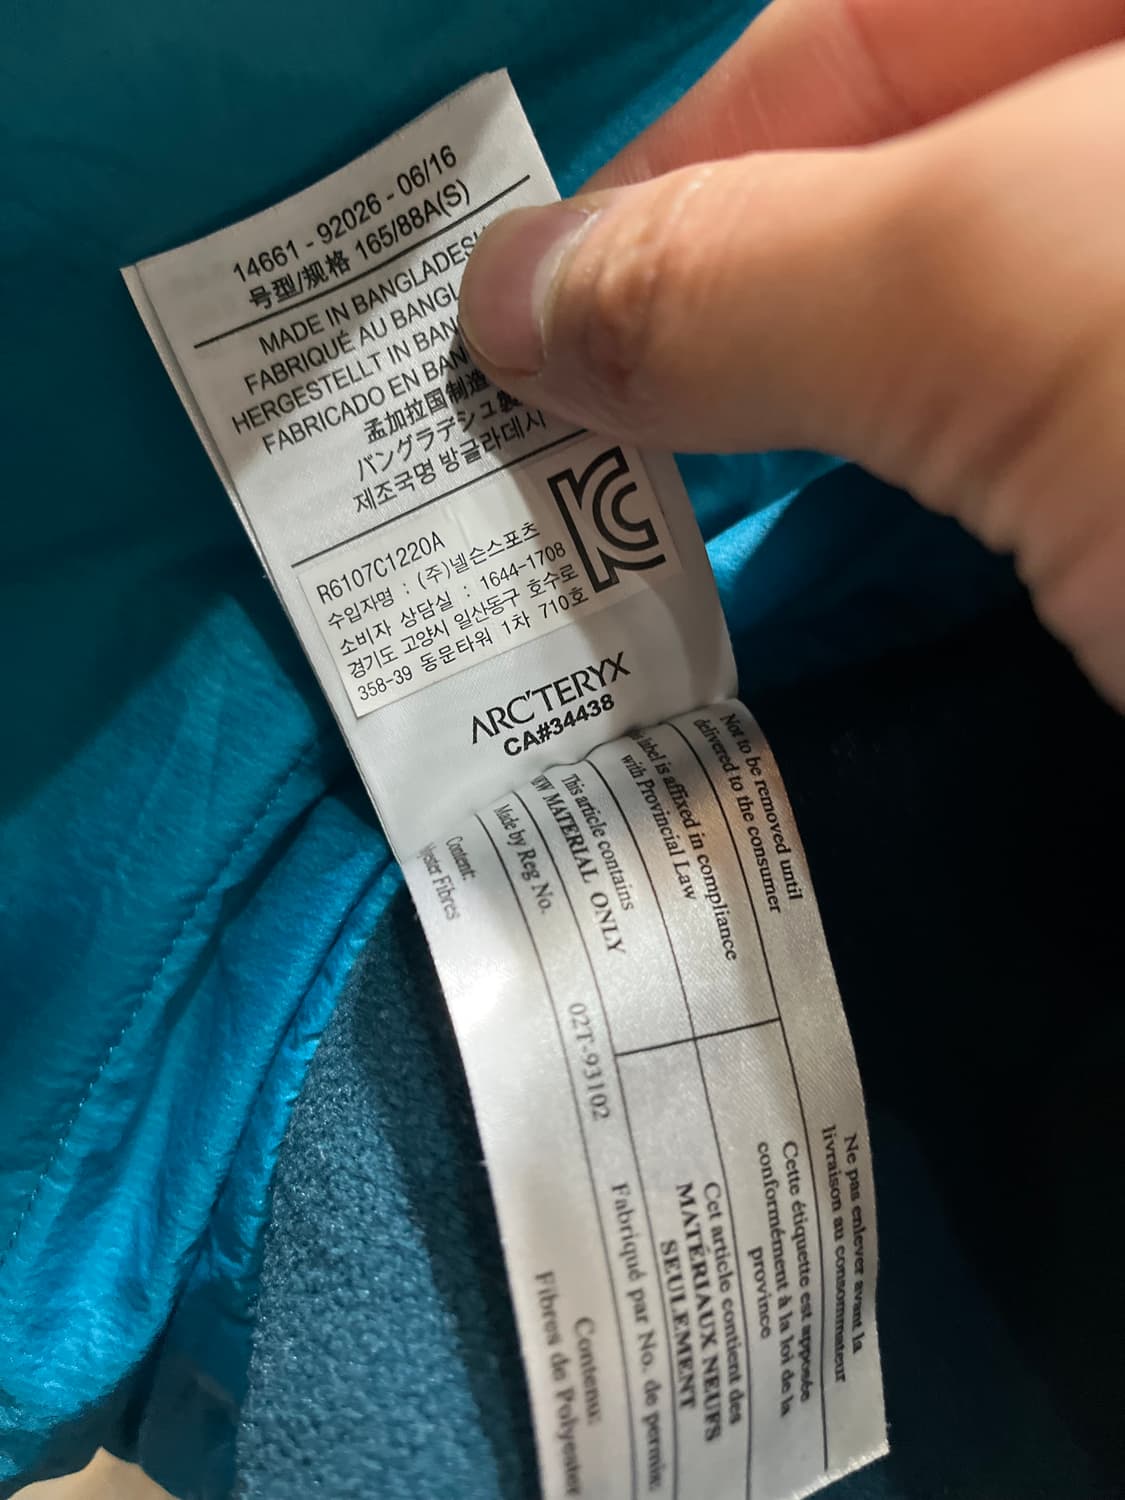 14661 - 92026 - 06/16
号型/规格 165/88A(S)
MADE IN BANGLADESH
FABRIQUÉ AU BANGL
HERGESTELLT IN BAN
FABRICADO EN BAN
孟加拉国制造
バングラデシュ製
제조국명 방글라데시
R6107C1220A
수입자명 : (주)넬슨스포츠
소비자 상담실 : 1644-1708
경기도 고양시 일산동구 호수로
358-39 동문타워 1차 710호
ARC'TERYX
CA#34438
Not to be removed until
delivered to the consumer
label is affixed in compliance
with Provincial Law
This article contains
NEW MATERIAL ONLY
Made by Reg No.
02T-93102
Content:
yester Fibres
Ne pas enlever avant la
livraison au consommateur
Cette étiquette est apposée
conformément à la loi de la
province
Cet article contient des
MATÉRIAUX NEUFS
SEULEMENT
Fabriqué par No. de permis:
Contenu:
Fibres de Polyester